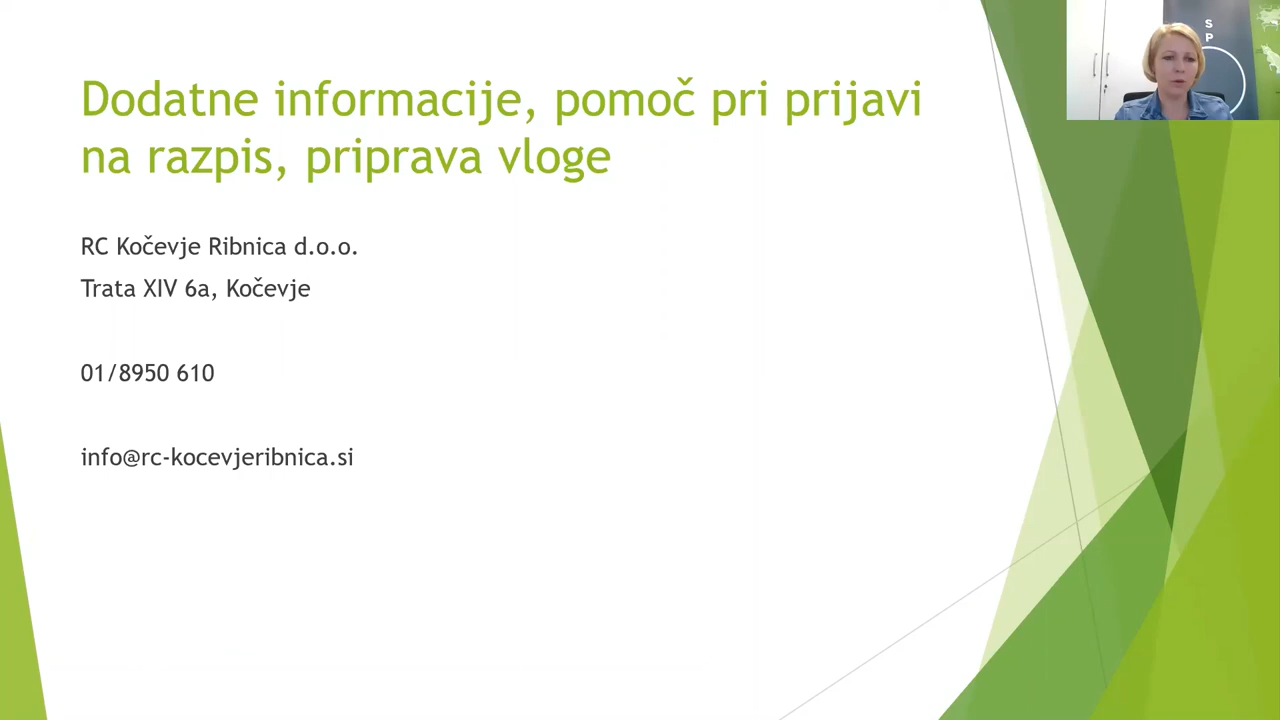 Dodatne informacije, pomoč pri prijavi
na razpis, priprava vloge
RC Kočevje Ribnica d.o.o.
Trata XIV 6a, Kočevje
01/8950 610
info@rc-kocevjeribnica.si
S
P